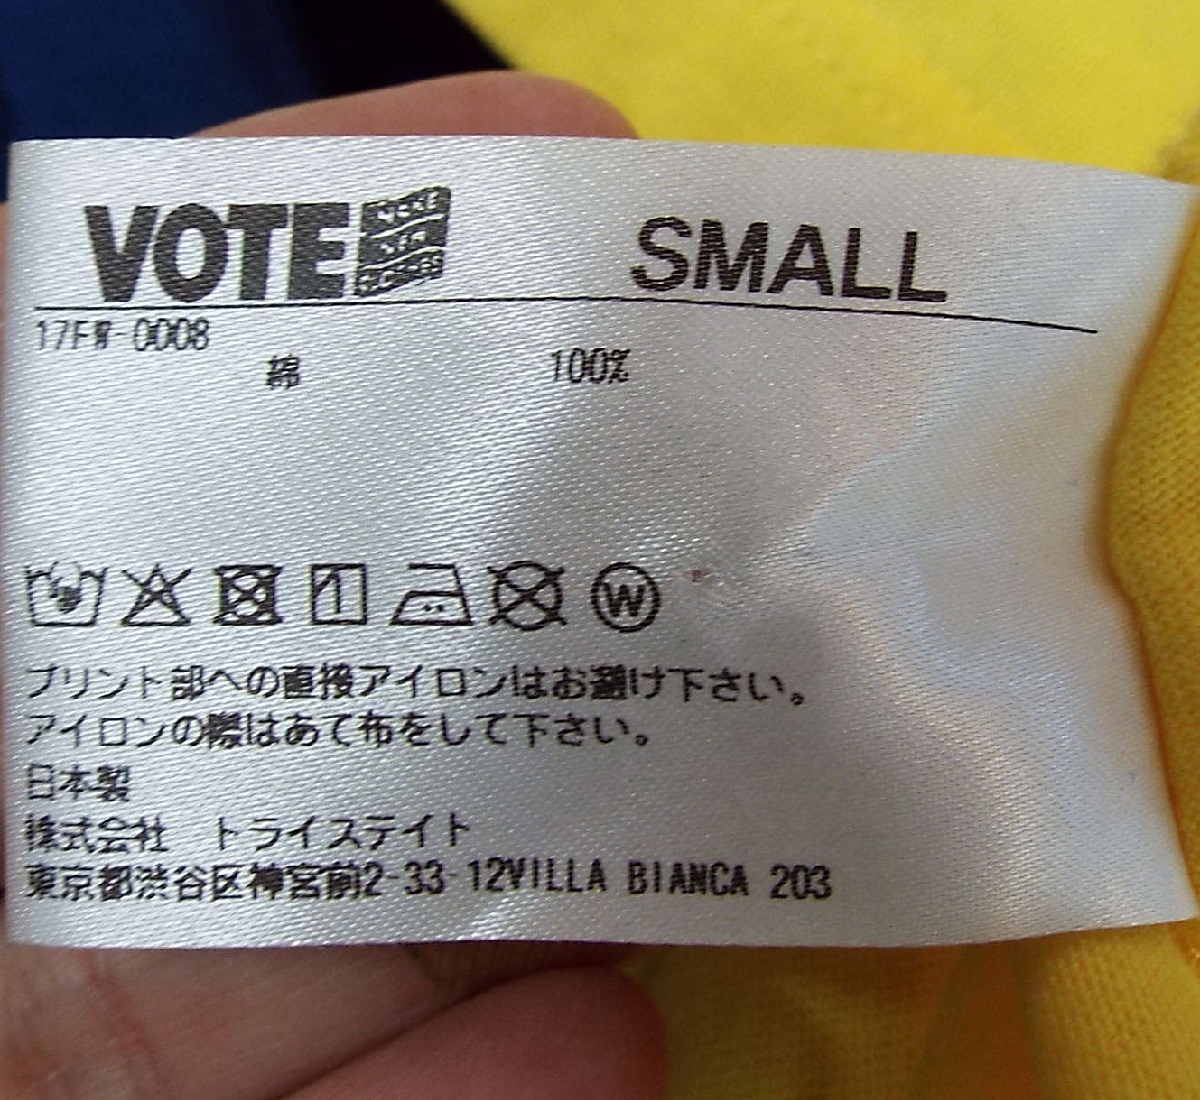 VOTE MAKE NEW CLOTHES SMALL
17FW-0008
綿 100%
W
プリント部への直接アイロンはお避け下さい。
アイロンの際はあて布をして下さい。
日本製
株式会社 トライステイト
東京都渋谷区神宮前2-33-12VILLA BIANCA 203